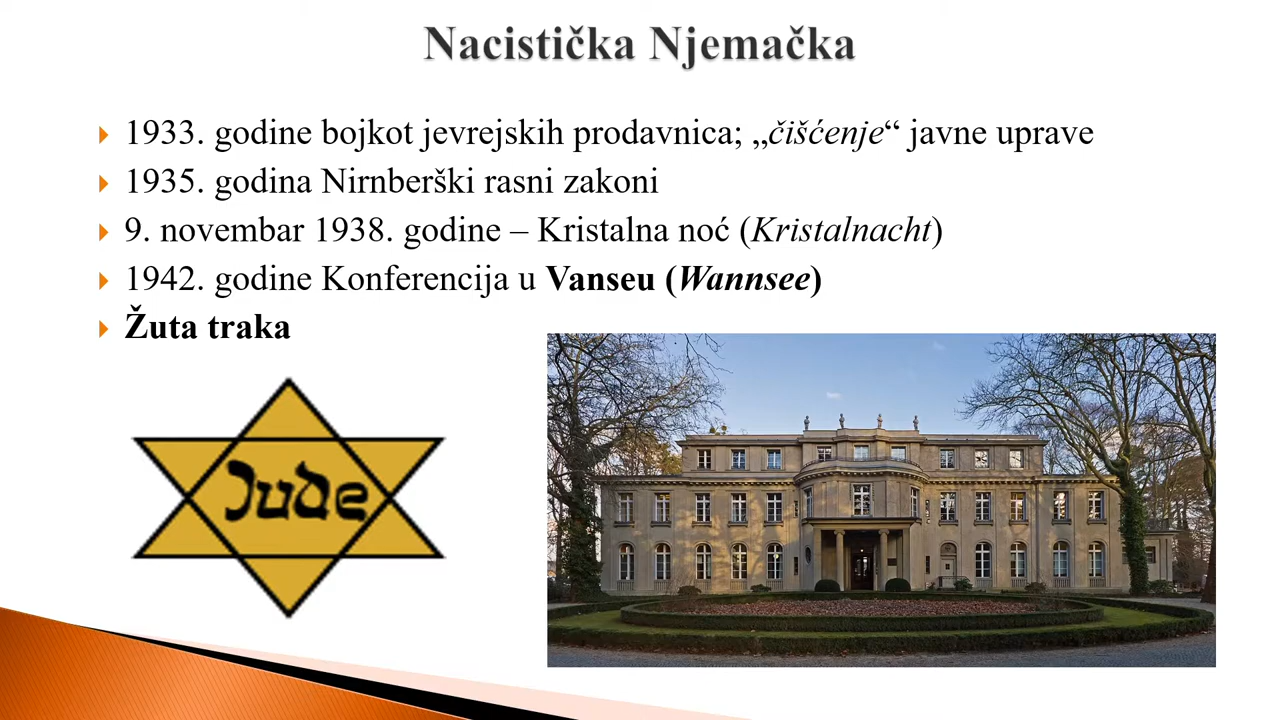 Nacistička Njemačka
1933. godine bojkot jevrejskih prodavnica; „čišćenje“ javne uprave
1935. godina Nirnberški rasni zakoni
9. novembar 1938. godine – Kristalna noć (Kristalnacht)
1942. godine Konferencija u Vanseu (Wannsee)
Žuta traka
Jude